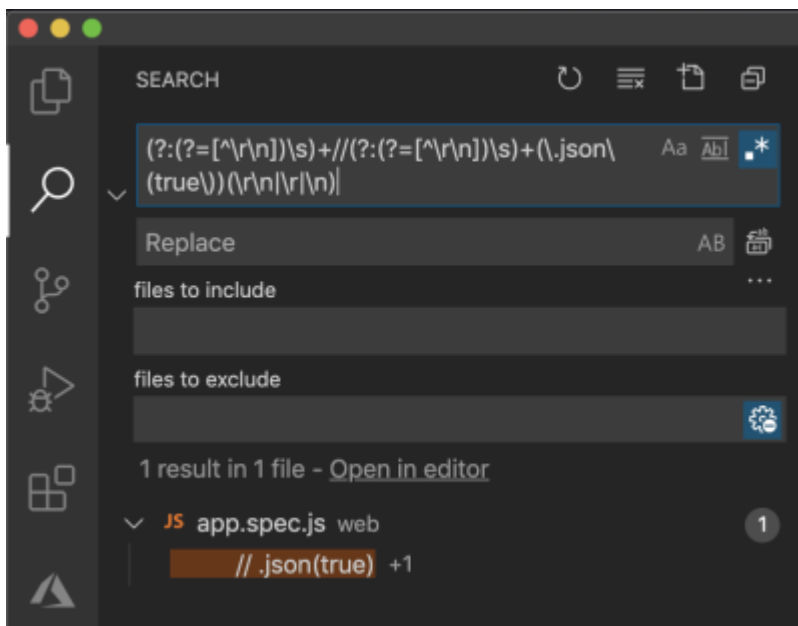 SEARCH
(?:(?=[^\r\n])\s)+//(?:(?=[^\r\n])\s)+(\.json\
(true\))(\r\n|\r|\n)
Aa Abl .*
Replace
AB
files to include
...
files to exclude
1 result in 1 file - Open in editor
JS app.spec.js web
1
// .json(true) +1